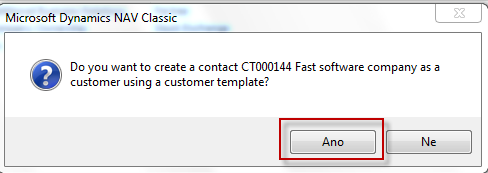 Microsoft Dynamics NAV Classic
Do you want to create a contact CT000144 Fast software company as a
customer using a customer template?
Ano
Ne